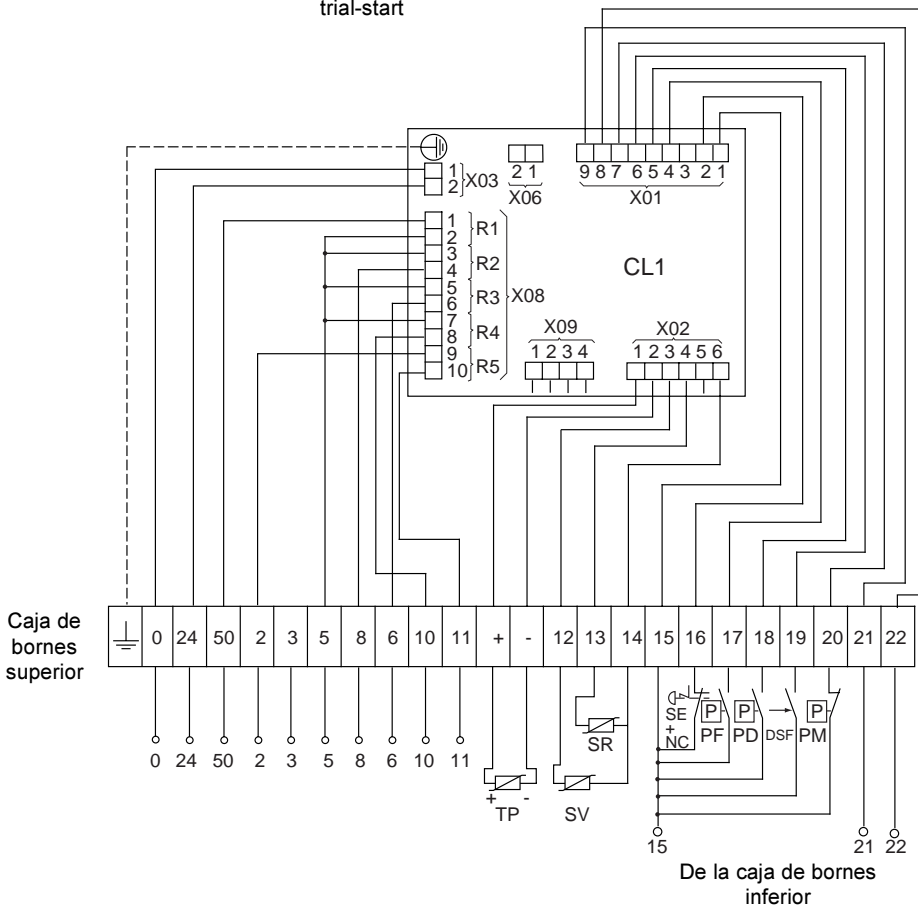 trial-start
1 2 X03
2 1
X06
9 8 7 6 5 4 3 2 1
X01
1 2 R1
3 4 R2
5 6 R3
7 8 R4
9 10 R5
X08
CL1
X09
1 2 3 4
X02
1 2 3 4 5 6
Caja de
bornes
superior
0 24 50 2 3 5 8 6 10 11 + - 12 13 14 15 16 17 18 19 20 21 22
SE
+
NC
P
PF
P
PD
DSF
P
PM
SR
0 24 50 2 3 5 8 6 10 11
+ -
TP
SV
15
21 22
De la caja de bornes
inferior